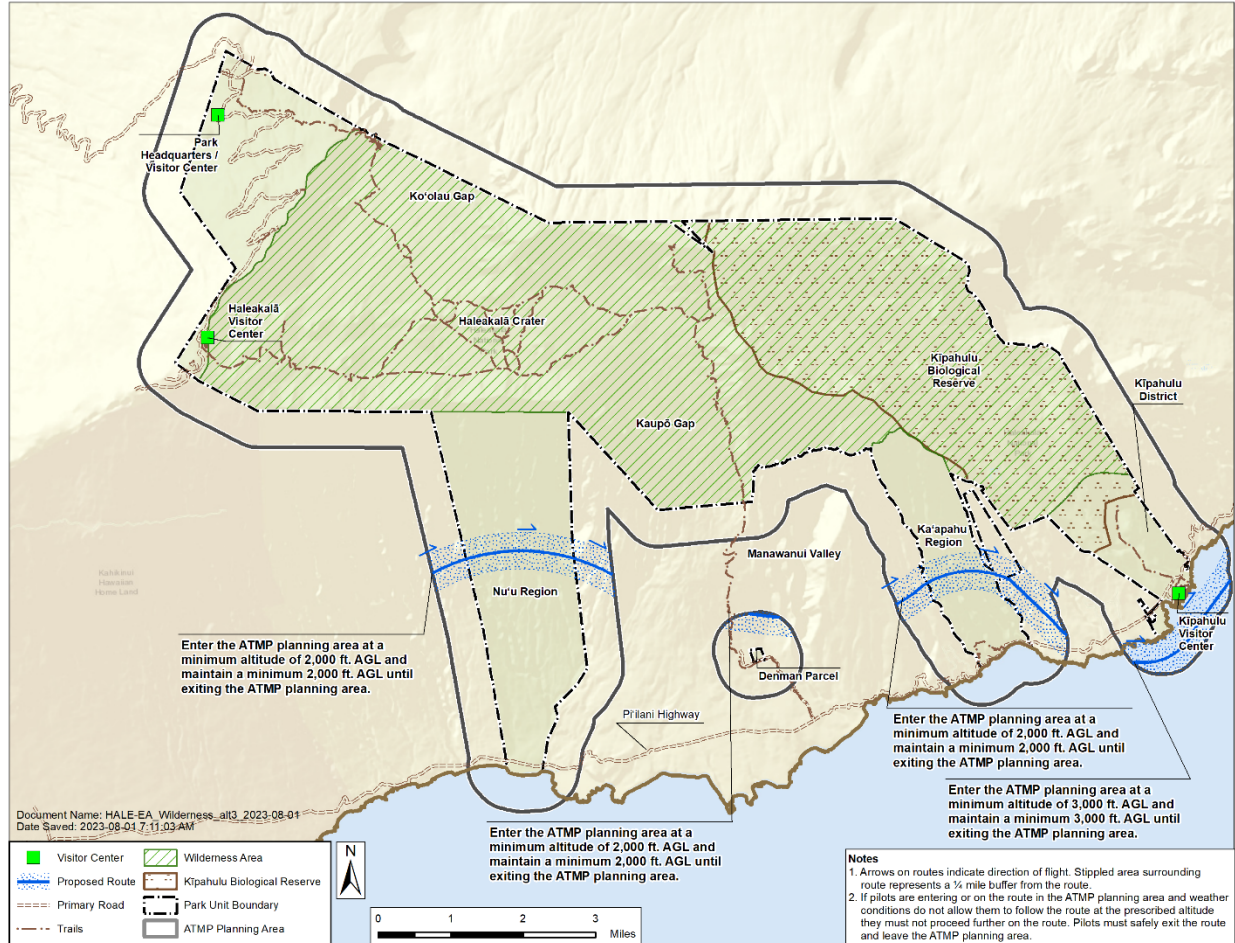 Park
Headquarters /
Visitor Center
Ko'olau Gap
Haleakalā
Visitor
Center
Haleakalā Crater
Kīpahulu
Biological
Reserve
Kīpahulu
District
Kaupō Gap
Ka'apahu
Region
Manawanui Valley
Nu'u Region
Kahikinui
Hawaiian
Home Land
Kīpahulu
Visitor
Center
Enter the ATMP planning area at a
minimum altitude of 2,000 ft. AGL and
maintain a minimum 2,000 ft. AGL until
exiting the ATMP planning area.
Denman Parcel
Pi'ilani Highway
Enter the ATMP planning area at a
minimum altitude of 2,000 ft. AGL and
maintain a minimum 2,000 ft. AGL until
exiting the ATMP planning area.
Enter the ATMP planning area at a
minimum altitude of 3,000 ft. AGL and
maintain a minimum 3,000 ft. AGL until
exiting the ATMP planning area.
Enter the ATMP planning area at a
minimum altitude of 2,000 ft. AGL and
maintain a minimum 2,000 ft. AGL until
exiting the ATMP planning area.
Document Name: HALE-EA_Wilderness_alt3_2023-08-01
Date Saved: 2023-08-01 7:11:03 AM
Visitor Center
Wilderness Area
Proposed Route
Kīpahulu Biological Reserve
Primary Road
Park Unit Boundary
Trails
ATMP Planning Area
N
0 1 2 3
Miles
Notes
1. Arrows on routes indicate direction of flight. Stippled area surrounding
route represents a ¼ mile buffer from the route.
2. If pilots are entering or on the route in the ATMP planning area and weather
conditions do not allow them to follow the route at the prescribed altitude
they must not proceed further on the route. Pilots must safely exit the route
and leave the ATMP planning area.